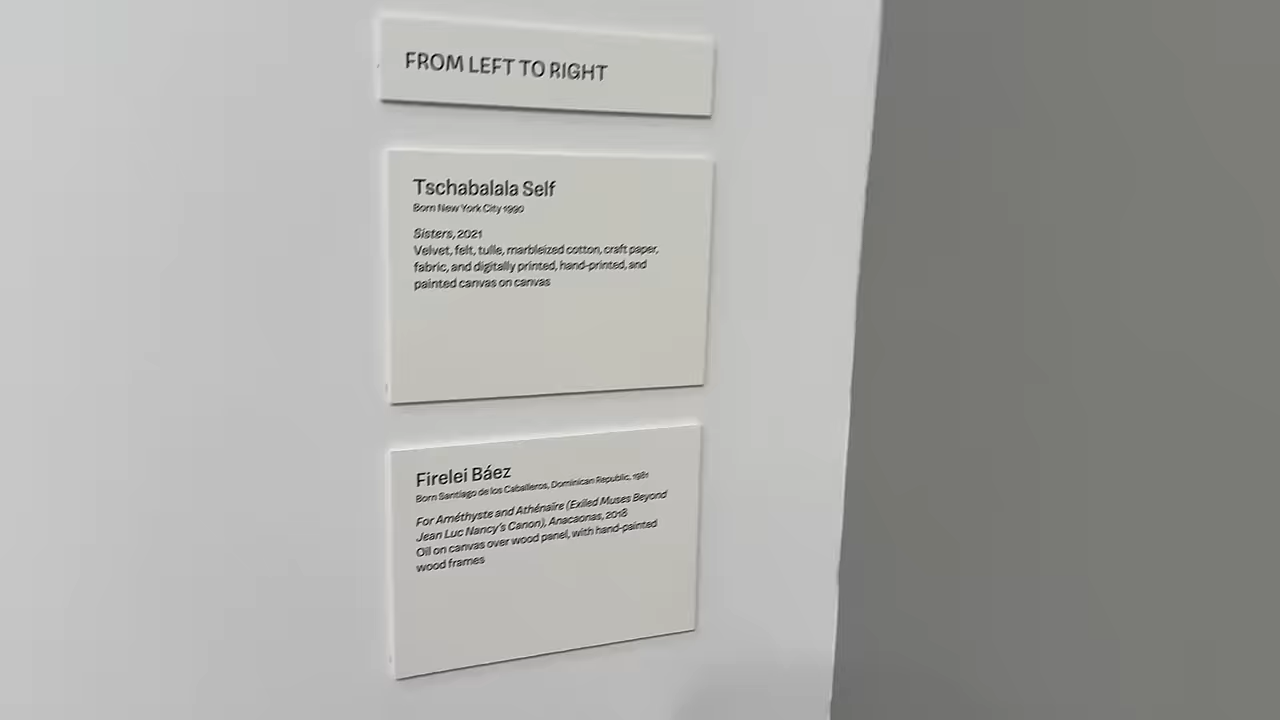 FROM LEFT TO RIGHT
Tschabalala Self
Born New York City 1990
Sisters, 2021
Velvet, felt, tulle, marbleized cotton, craft paper,
fabric, and digitally printed, hand-printed, and
painted canvas on canvas
Firelei Báez
Born Santiago de los Caballeros, Dominican Republic, 1981
For Améthyste and Athénaire (Exiled Muses Beyond
Jean Luc Nancy's Canon), Anacaonas, 2018
Oil on canvas over wood panel, with hand-painted
wood frames